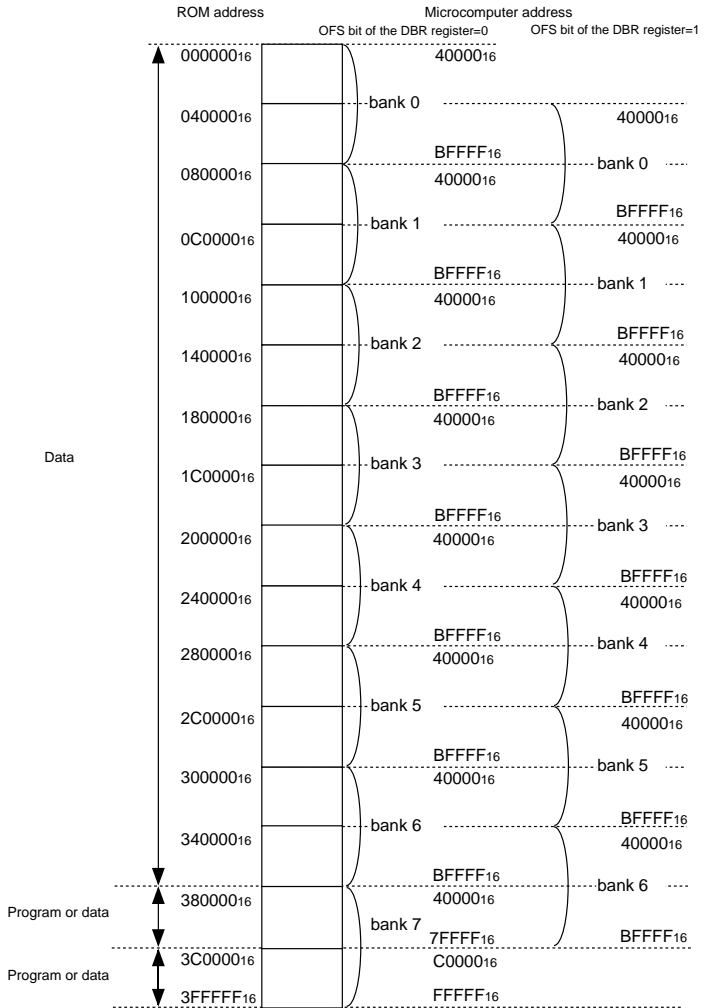 ROM address Microcomputer address
OFS bit of the DBR register=0 OFS bit of the DBR register=1
00000016 4000016
bank 0
04000016 4000016
BFFFF16 bank 0
08000016 4000016
bank 1 BFFFF16
0C000016 4000016
BFFFF16 bank 1
10000016 4000016
bank 2 BFFFF16
14000016 4000016
BFFFF16 bank 2
18000016 4000016
Data bank 3 BFFFF16
1C000016 4000016
BFFFF16 bank 3
20000016 4000016
bank 4 BFFFF16
24000016 4000016
BFFFF16 bank 4
28000016 4000016
bank 5 BFFFF16
2C000016 4000016
BFFFF16 bank 5
30000016 4000016
bank 6 BFFFF16
34000016 4000016
BFFFF16 bank 6
38000016 4000016
Program or data bank 7
7FFFF16 BFFFF16
3C000016 C000016
Program or data
3FFFFF16 FFFFF16